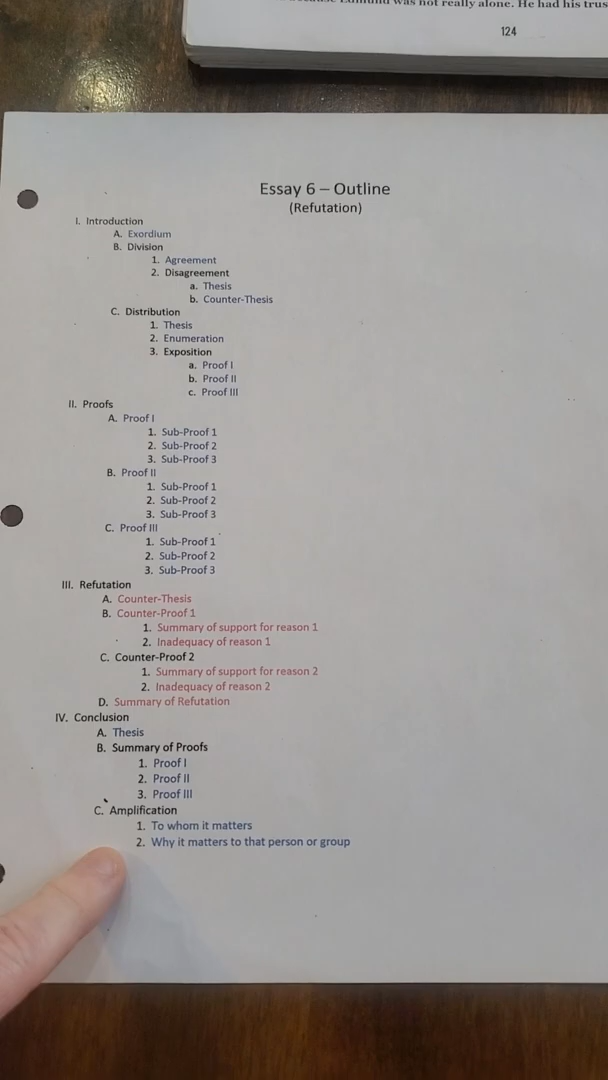 was not really alone. He had his trus
124
Essay 6 – Outline
(Refutation)
I. Introduction
A. Exordium
B. Division
1. Agreement
2. Disagreement
a. Thesis
b. Counter-Thesis
C. Distribution
1. Thesis
2. Enumeration
3. Exposition
a. Proof I
b. Proof II
c. Proof III
II. Proofs
A. Proof I
1. Sub-Proof 1
2. Sub-Proof 2
3. Sub-Proof 3
B. Proof II
1. Sub-Proof 1
2. Sub-Proof 2
3. Sub-Proof 3
C. Proof III
1. Sub-Proof 1
2. Sub-Proof 2
3. Sub-Proof 3
III. Refutation
A. Counter-Thesis
B. Counter-Proof 1
1. Summary of support for reason 1
2. Inadequacy of reason 1
C. Counter-Proof 2
1. Summary of support for reason 2
2. Inadequacy of reason 2
D. Summary of Refutation
IV. Conclusion
A. Thesis
B. Summary of Proofs
1. Proof I
2. Proof II
3. Proof III
C. Amplification
1. To whom it matters
2. Why it matters to that person or group